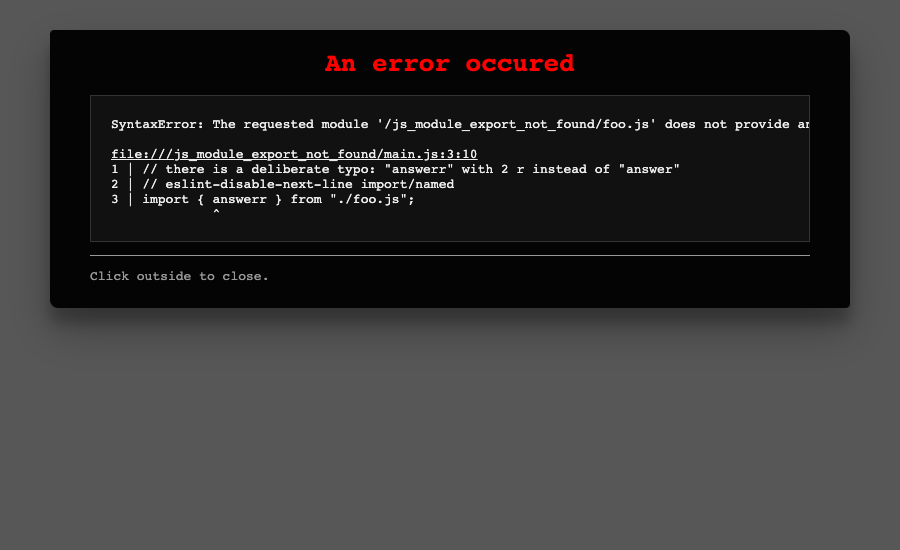 An error occured
SyntaxError: The requested module '/js_module_export_not_found/foo.js' does not provide
file:///js_module_export_not_found/main.js:3:10
1 | // there is a deliberate typo: "answerr" with 2 r instead of "answer"
2 | // eslint-disable-next-line import/named
3 | import { answerr } from "./foo.js";
^
Click outside to close.